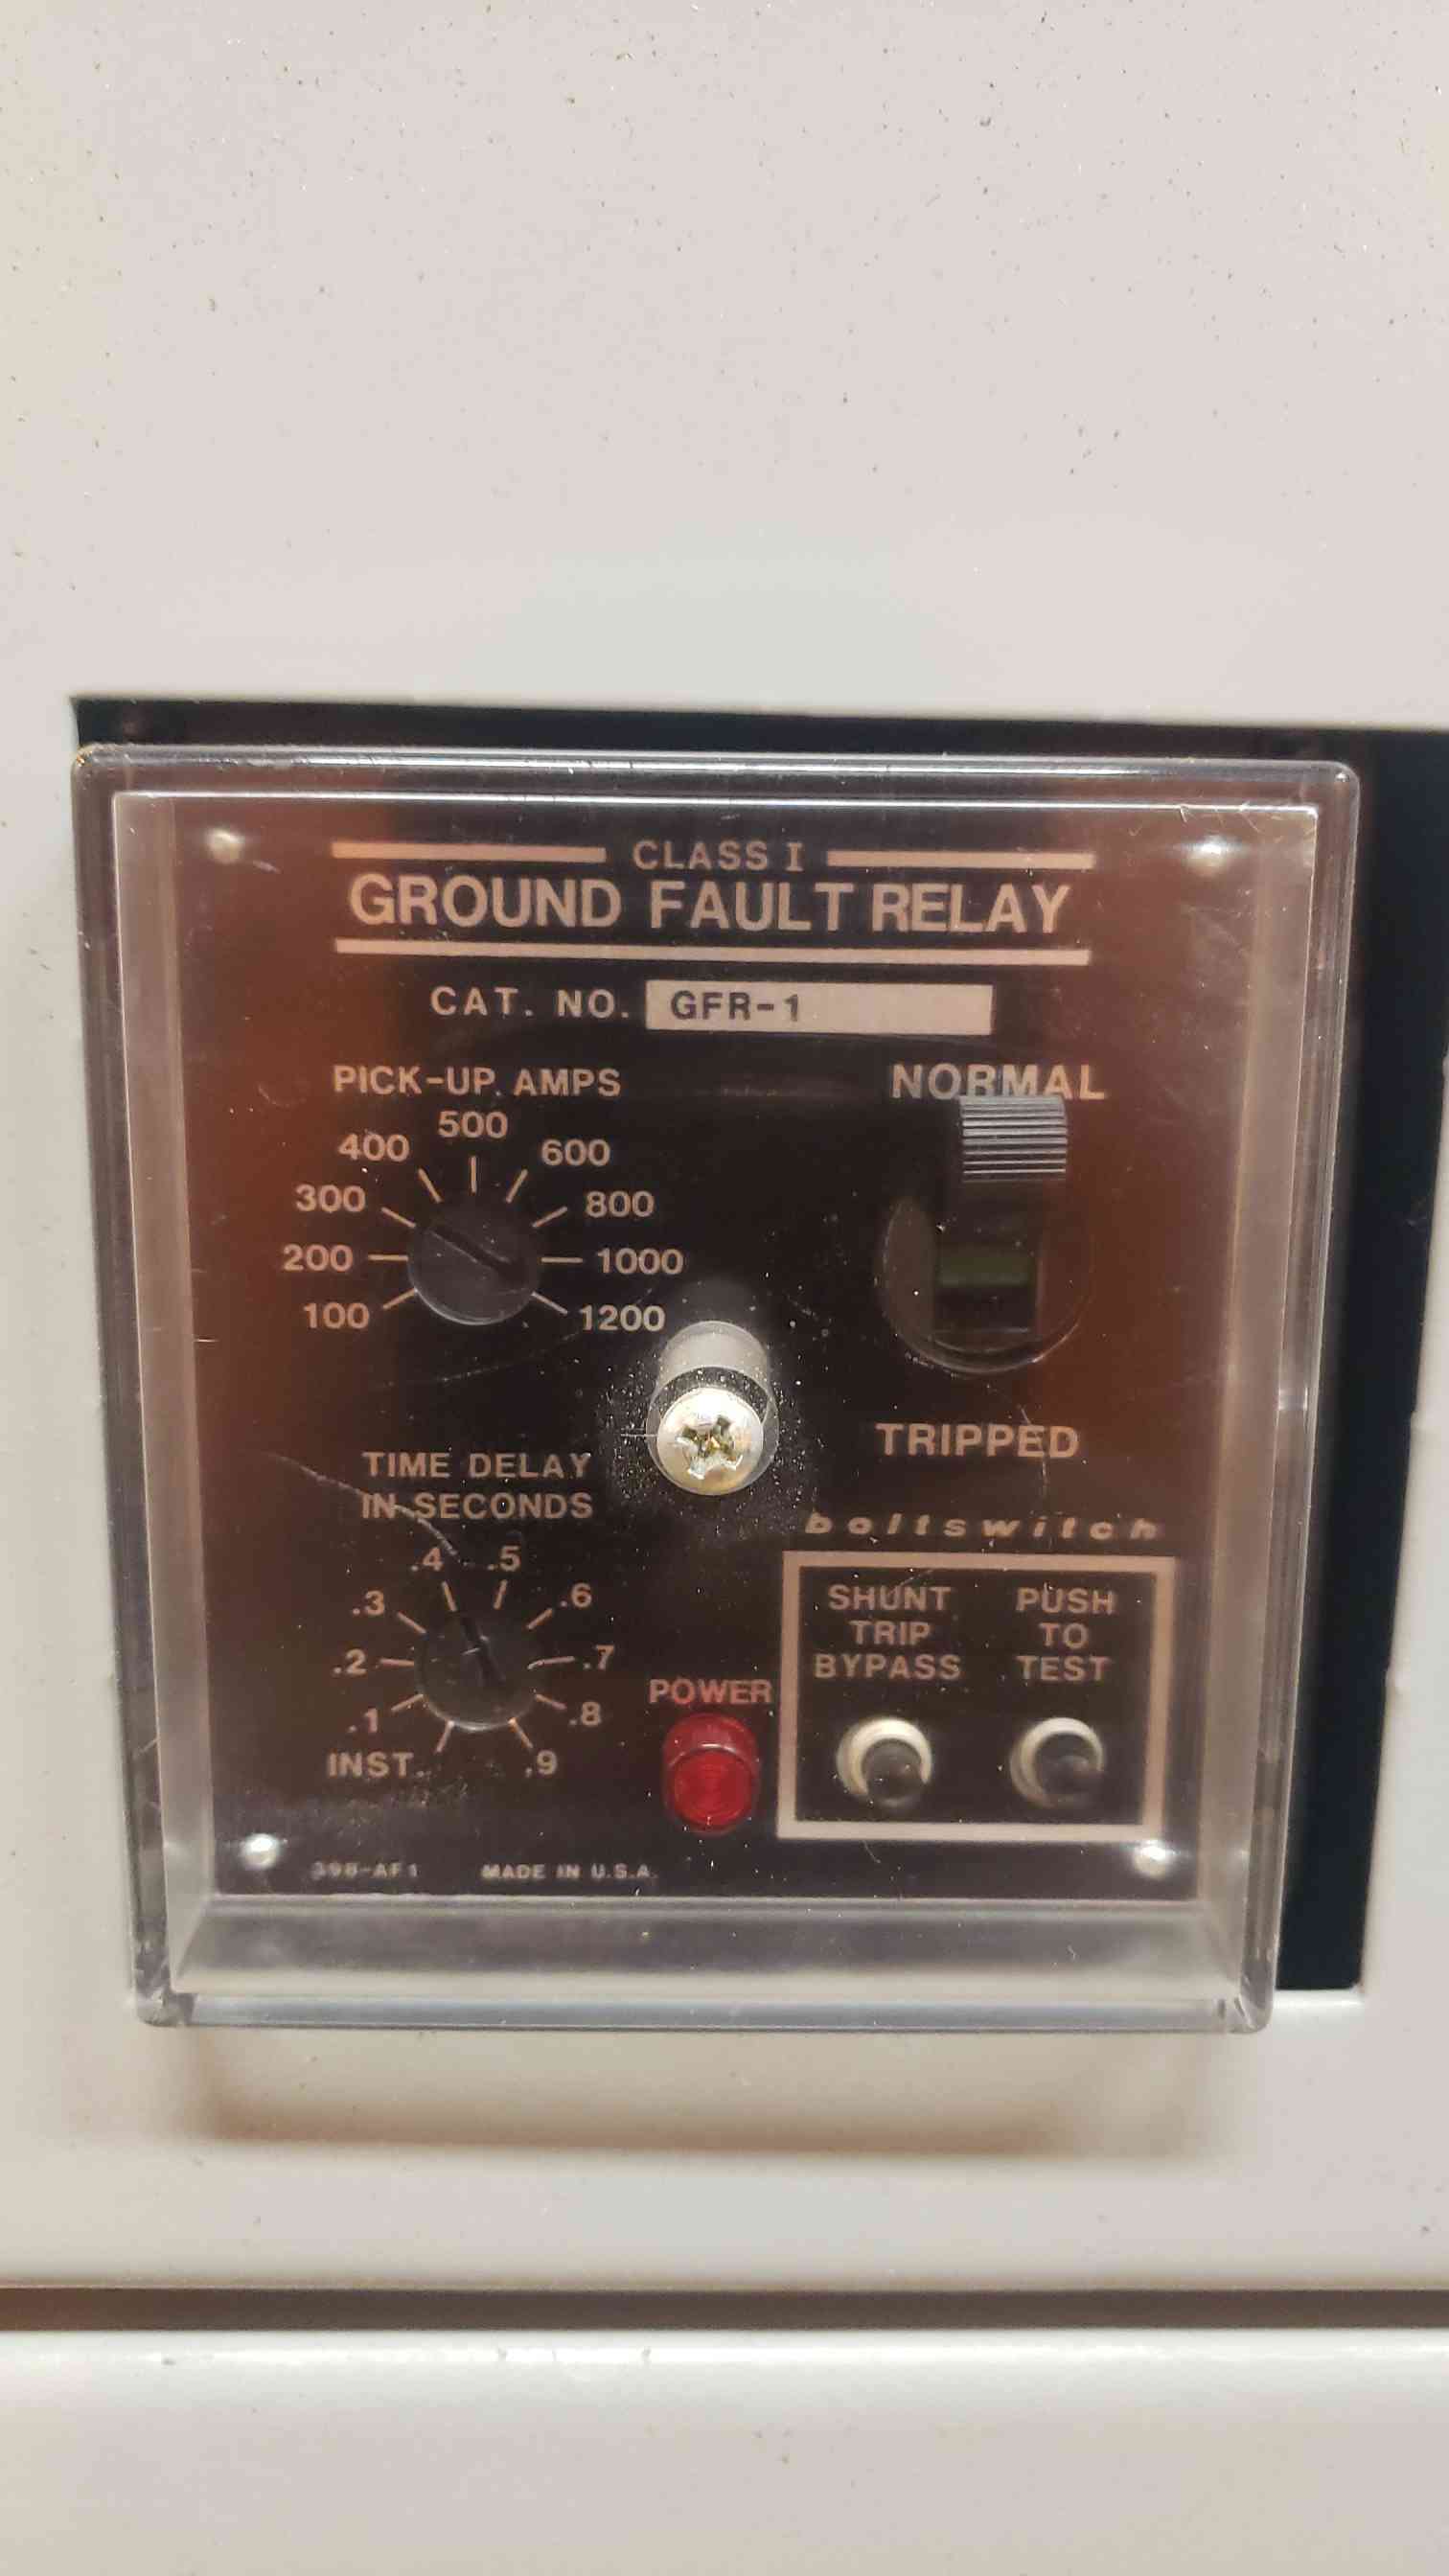 CLASS I
GROUND FAULT RELAY
CAT. NO. GFR-1
PICK-UP AMPS
100
200
300
400
500
600
800
1000
1200
NORMAL
TRIPPED
TIME DELAY
IN SECONDS
INST.
.1
.2
.3
.4
.5
.6
.7
.8
.9
POWER
boltswitch
SHUNT
TRIP
BYPASS
PUSH
TO
TEST
398-AF1 MADE IN U.S.A.